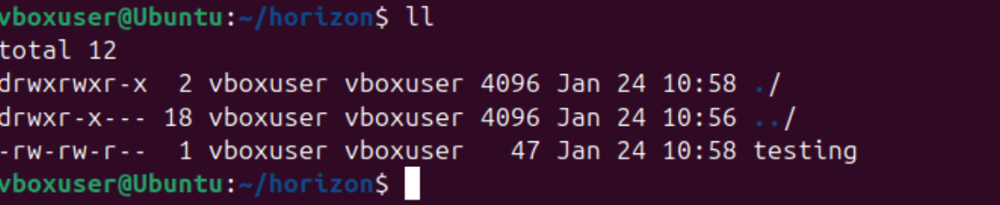 vboxuser@Ubuntu:~/horizon$ ll
total 12
drwxrwxr-x  2 vboxuser vboxuser 4096 Jan 24 10:58 ./
drwxr-x--- 18 vboxuser vboxuser 4096 Jan 24 10:56 ../
-rw-rw-r--  1 vboxuser vboxuser   47 Jan 24 10:58 testing
vboxuser@Ubuntu:~/horizon$